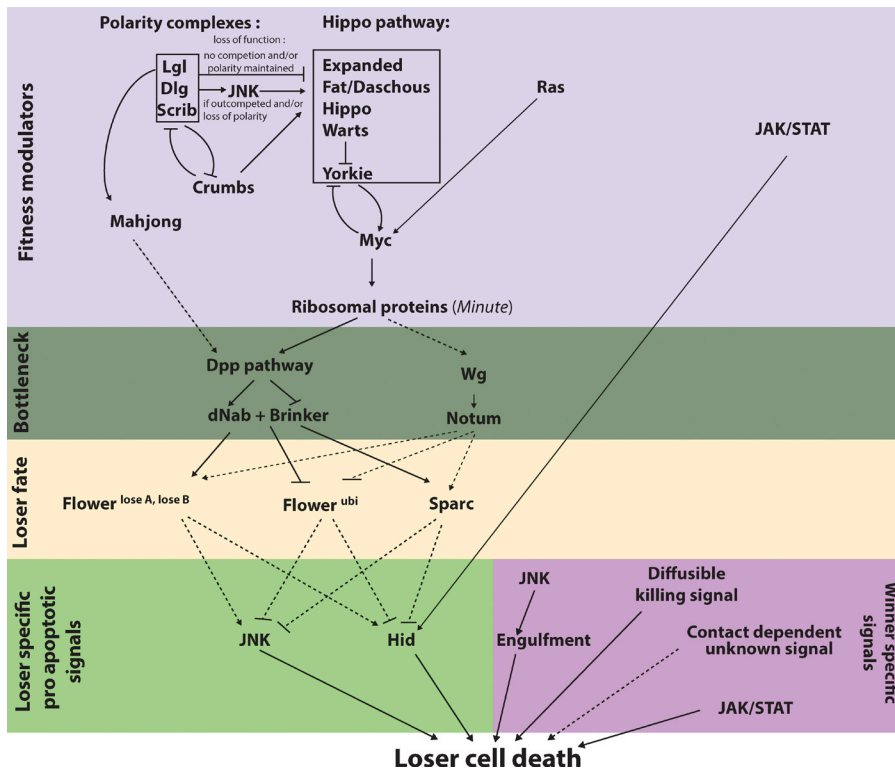 Polarity complexes :
Hippo pathway:
loss of function :
no competion and/or
polarity maintained
Lgl
Dlg
Scrib
JNK
if outcompeted and/or
loss of polarity
Expanded
Fat/Daschous
Hippo
Warts
Yorkie
Ras
JAK/STAT
Crumbs
Mahjong
Myc
Ribosomal proteins (Minute)
Fitness modulators
Bottleneck
Dpp pathway
Wg
dNab + Brinker
Notum
Loser fate
Flower lose A, lose B
Flower ubi
Sparc
Loser specific
pro apoptotic
signals
JNK
Hid
JNK
Engulfment
Diffusible
killing signal
Contact dependent
unknown signal
JAK/STAT
Winner specific
signals
Loser cell death